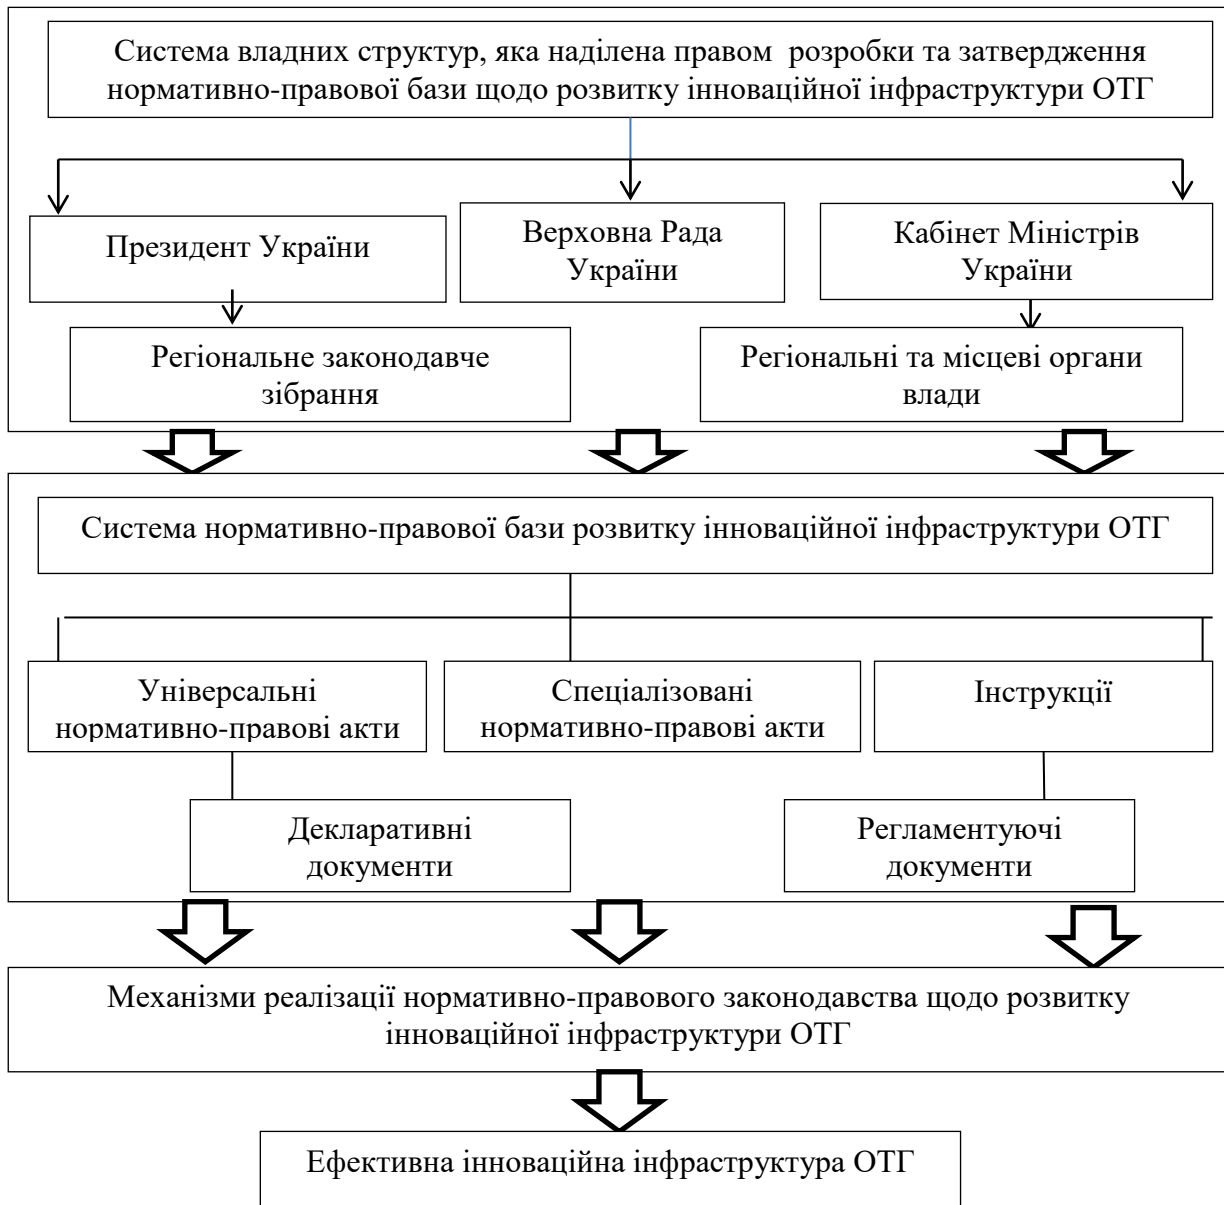 Система владних структур, яка наділена правом розробки та затвердження
нормативно-правової бази щодо розвитку інноваційної інфраструктури ОТГ
Президент України
Верховна Рада
України
Кабінет Міністрів
України
Регіональне законодавче
зібрання
Регіональні та місцеві органи
влади
Система нормативно-правової бази розвитку інноваційної інфраструктури ОТГ
Універсальні
нормативно-правові акти
Спеціалізовані
нормативно-правові акти
Інструкції
Декларативні
документи
Регламентуючі
документи
Механізми реалізації нормативно-правового законодавства щодо розвитку
інноваційної інфраструктури ОТГ
Ефективна інноваційна інфраструктура ОТГ